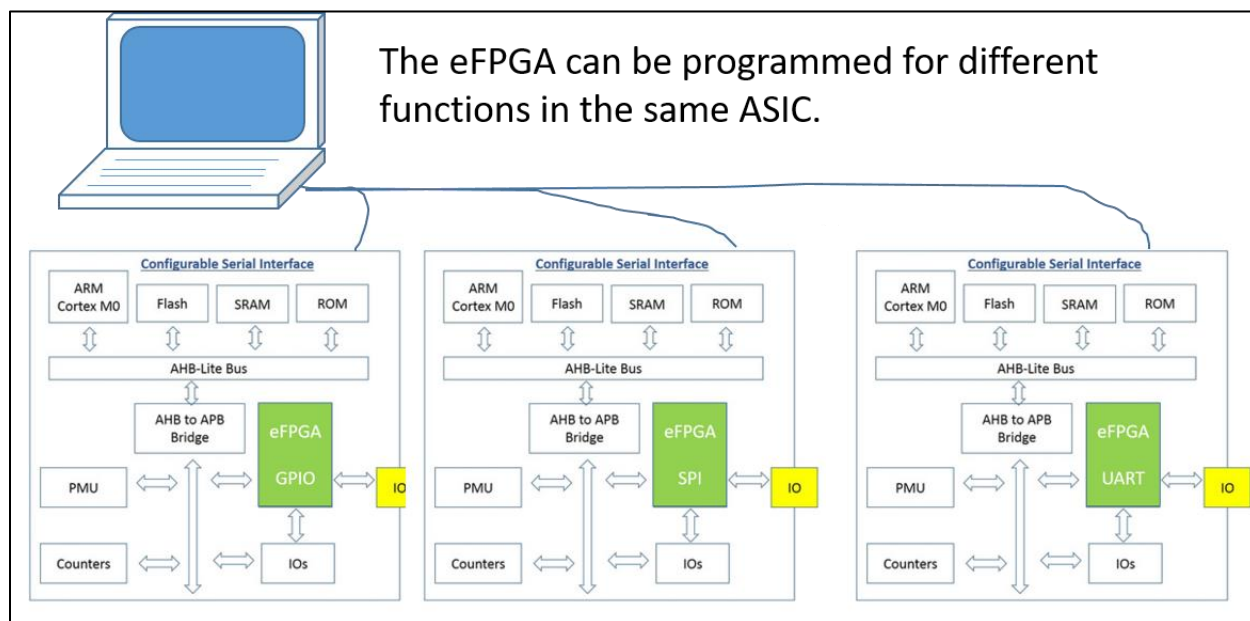 The eFPGA can be programmed for different
functions in the same ASIC.
Configurable Serial Interface
ARM
Cortex M0
Flash
SRAM
ROM
AHB-Lite Bus
AHB to APB
Bridge
eFPGA
GPIO
PMU
IO
Counters
IOs
Configurable Serial Interface
ARM
Cortex M0
Flash
SRAM
ROM
AHB-Lite Bus
AHB to APB
Bridge
eFPGA
SPI
PMU
IO
Counters
IOs
Configurable Serial Interface
ARM
Cortex M0
Flash
SRAM
ROM
AHB-Lite Bus
AHB to APB
Bridge
eFPGA
UART
PMU
IO
Counters
IOs